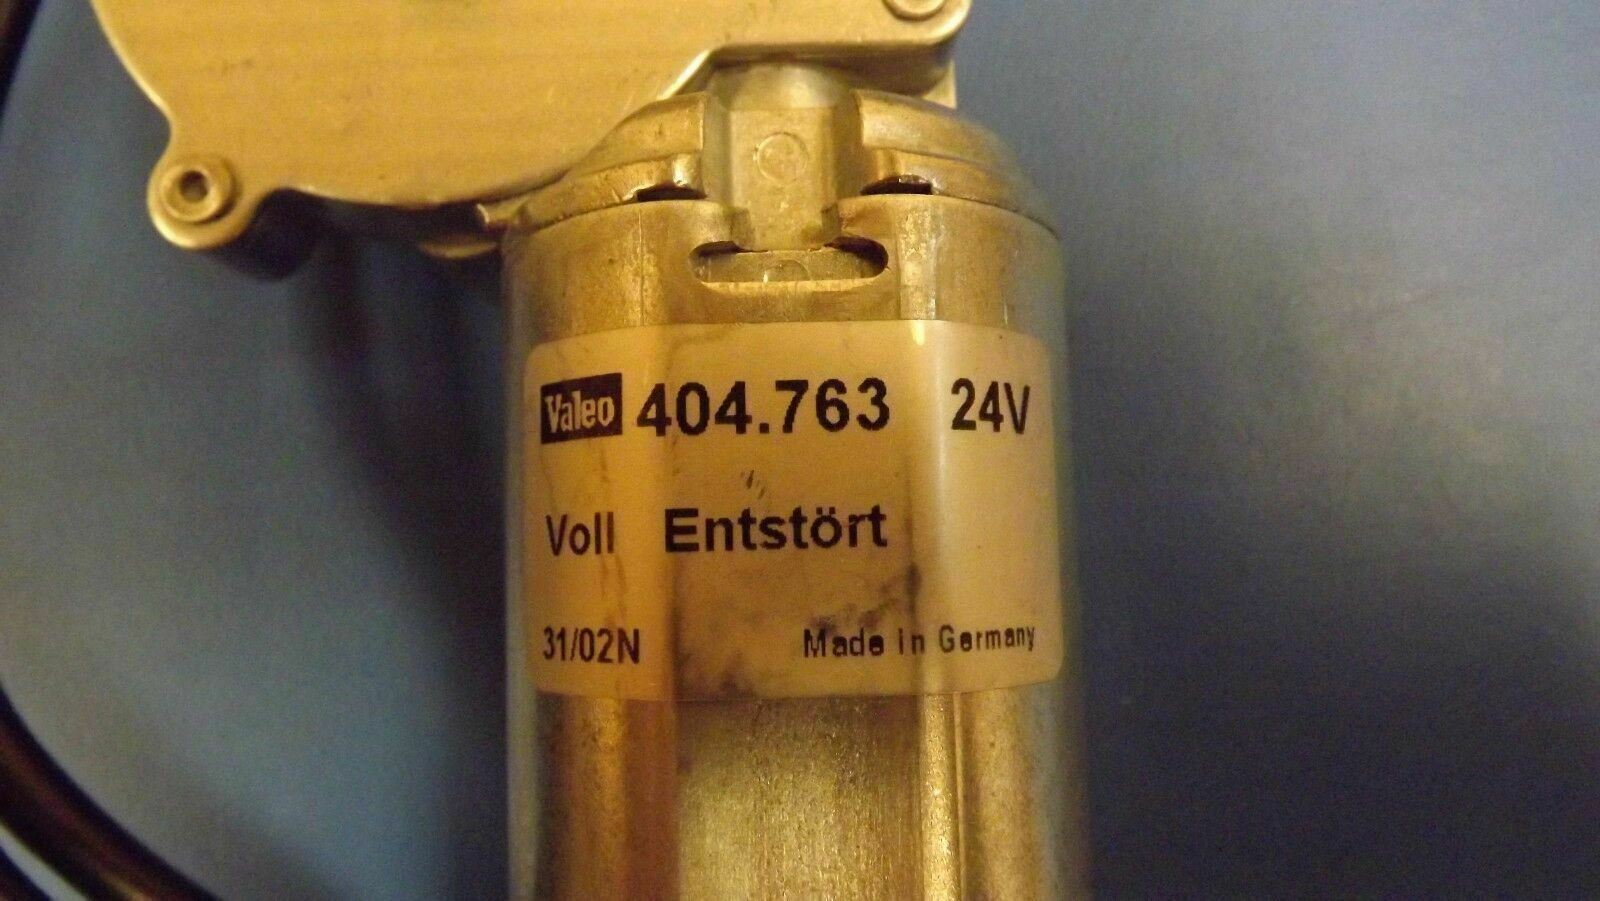 Valeo 404.763 24V
Voll Entstört
31/02N Made in Germany